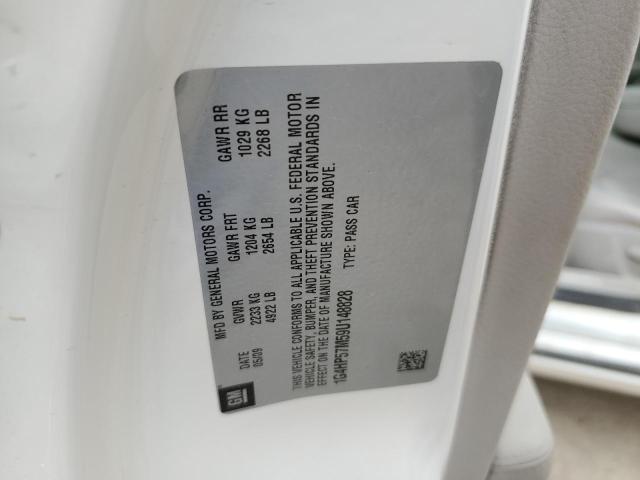 MFD BY GENERAL MOTORS CORP.
DATE GVWR GAWR FRT GAWR RR
05/09 2233 KG 1204 KG 1029 KG
4922 LB 2654 LB 2268 LB
THIS VEHICLE CONFORMS TO ALL APPLICABLE U.S. FEDERAL MOTOR
VEHICLE SAFETY, BUMPER, AND THEFT PREVENTION STANDARDS IN
EFFECT ON THE DATE OF MANUFACTURE SHOWN ABOVE.
1G4HP57M59U148828 TYPE: PASS CAR
GM